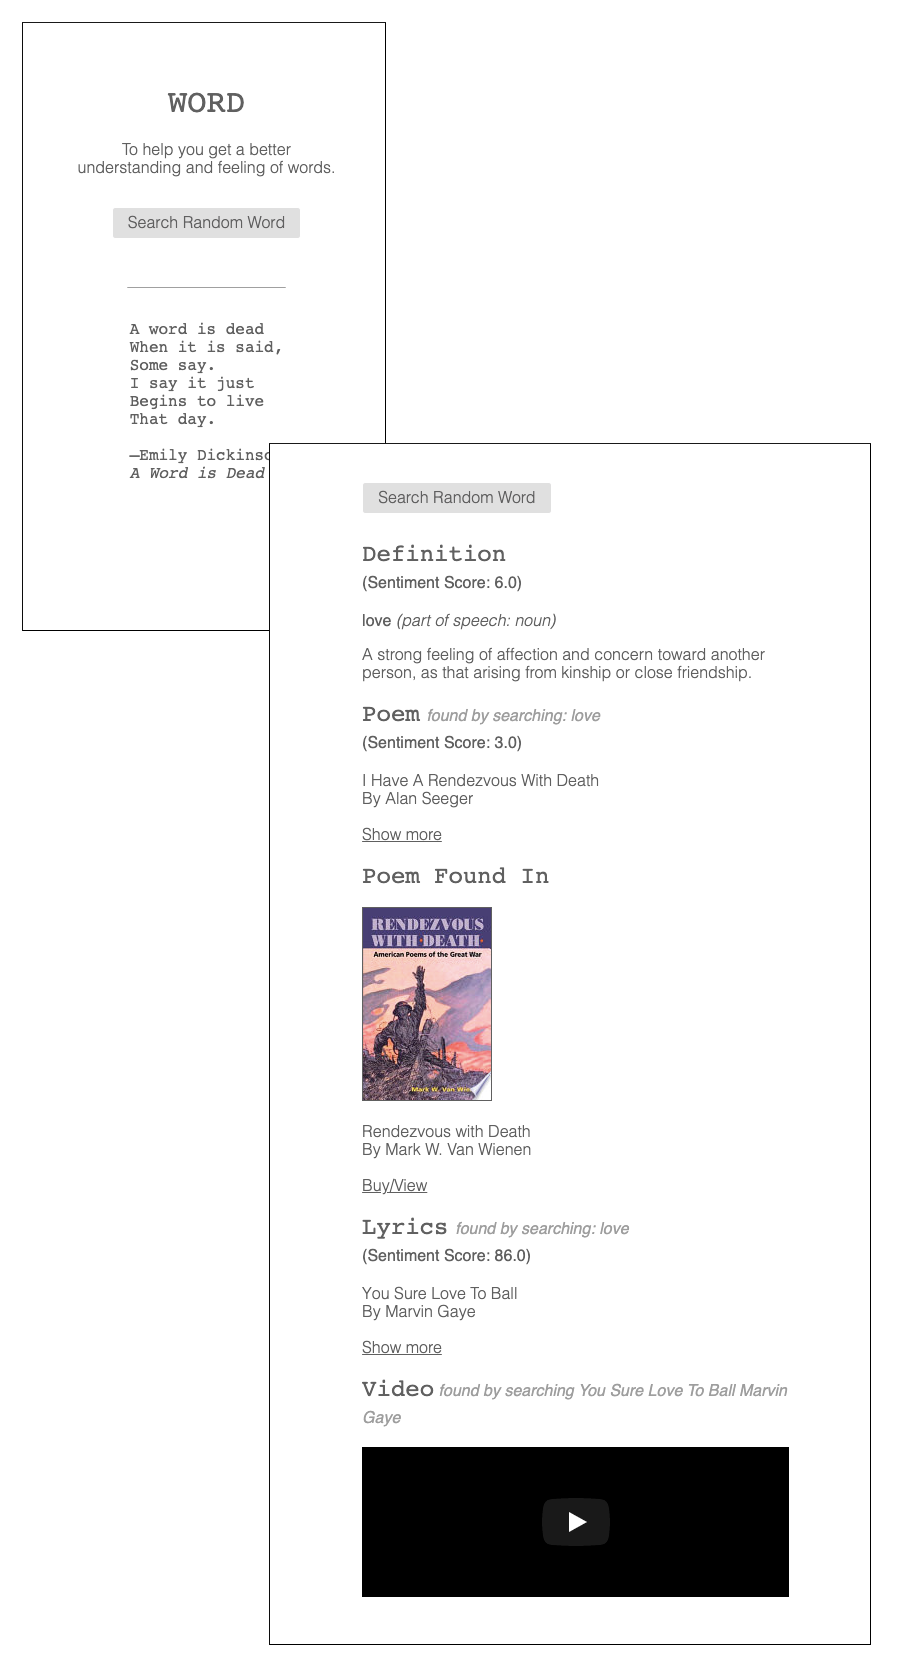 WORD
To help you get a better
understanding and feeling of words.
Search Random Word
A word is dead
When it is said,
Some say.
I say it just
Begins to live
That day.
—Emily
A Word is Dead
Search Random Word
Definition
(Sentiment Score: 6.0)
love (part of speech: noun)
A strong feeling of affection and concern toward another
person, as that arising from kinship or close friendship.
Poem found by searching: love
(Sentiment Score: 3.0)
I Have A Rendezvous With Death
By Alan Seeger
Show more
Poem Found In
RENDEZVOUS
WITH·DEATH·
American Poems of the Great War
Mark W. Van
Rendezvous with Death
By Mark W. Van Wienen
Buy/View
Lyrics found by searching: love
(Sentiment Score: 86.0)
You Sure Love To Ball
By Marvin Gaye
Show more
Video found by searching You Sure Love To Ball Marvin
Gaye